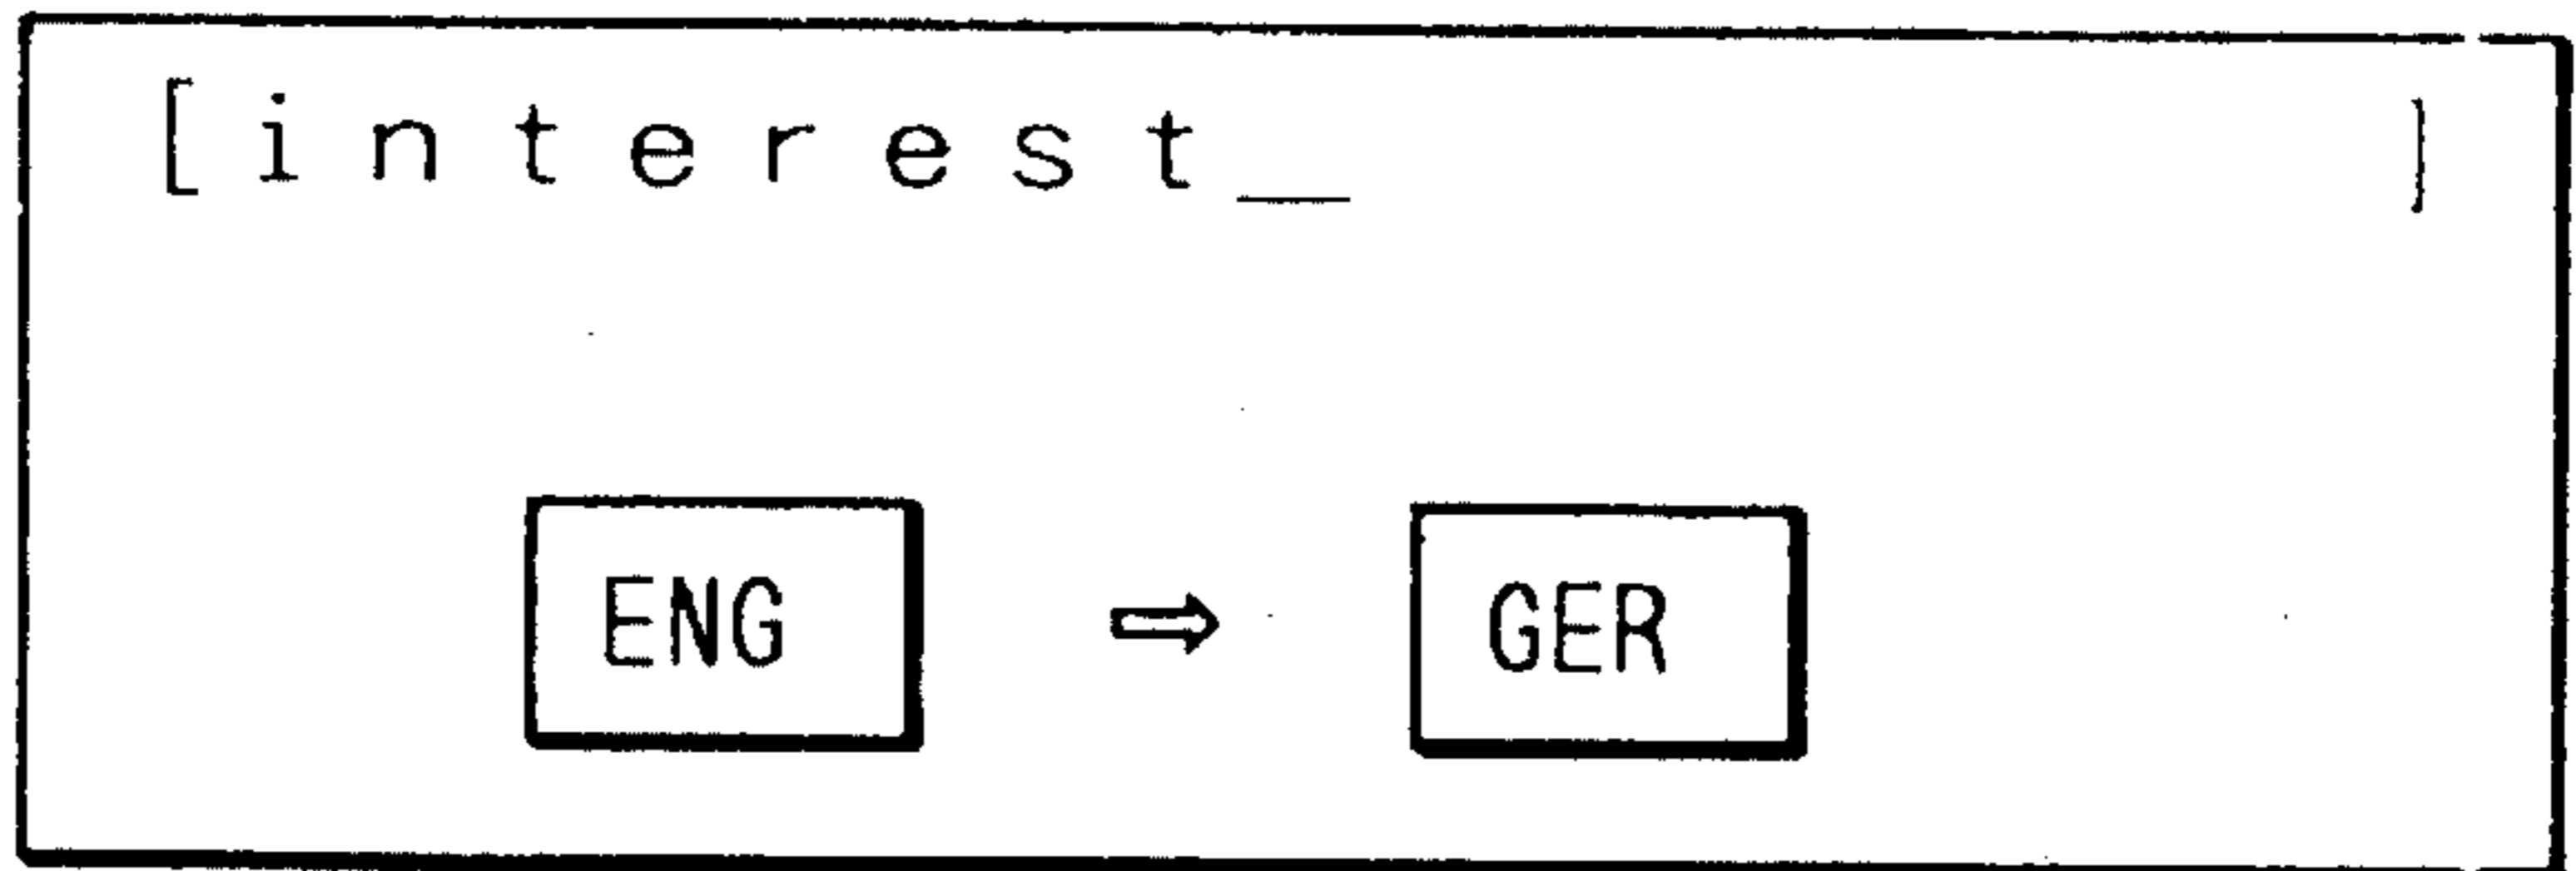 [interest_ ]
ENG ⇨ GER